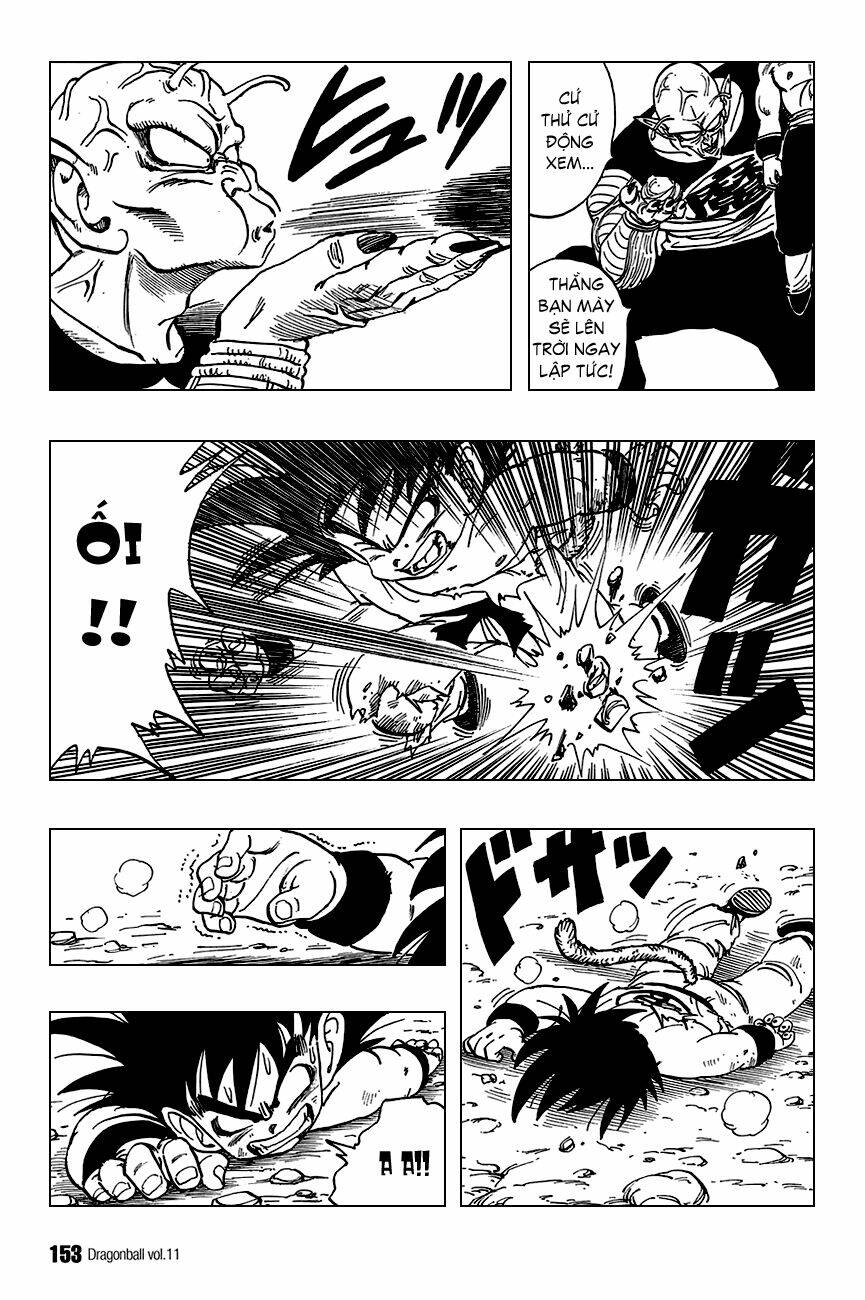 CỨ
THỬ CỬ
ĐỘNG
XEM...
THẰNG
BẠN MÀY
SẼ LÊN
TRỜI NGAY
LẬP TỨC!
ヒュッ
ỐI
!!
ガガッ
ドサッ
A A!!
153 Dragonball vol.11